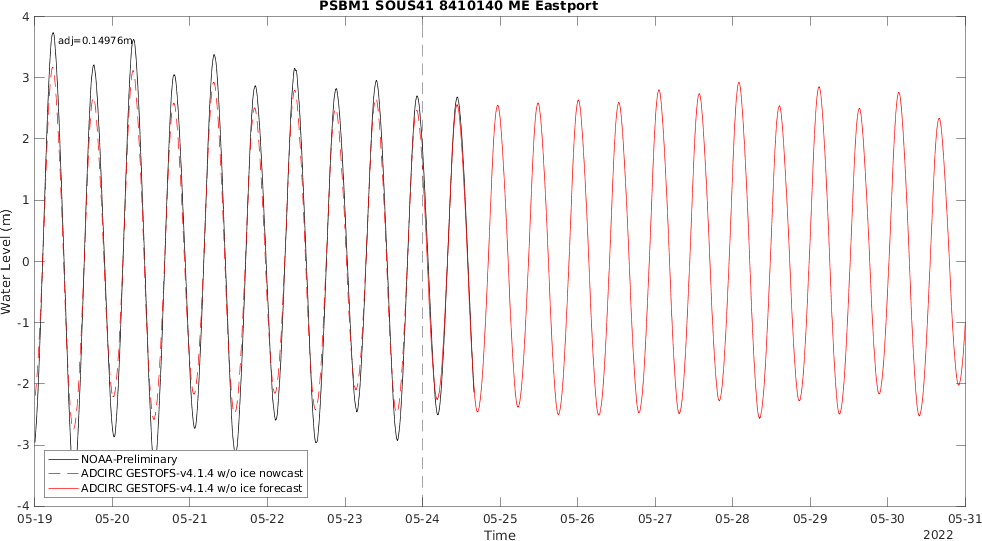 PSBM1 SOUS41 8410140 ME Eastport
adj=0.14976m
4
3
2
1
0
-1
-2
-3
-4
Water Level (m)
NOAA-Preliminary
ADCIRC GESTOFS-v4.1.4 w/o ice nowcast
ADCIRC GESTOFS-v4.1.4 w/o ice forecast
05-19 05-20 05-21 05-22 05-23 05-24 05-25 05-26 05-27 05-28 05-29 05-30 05-31
Time
2022